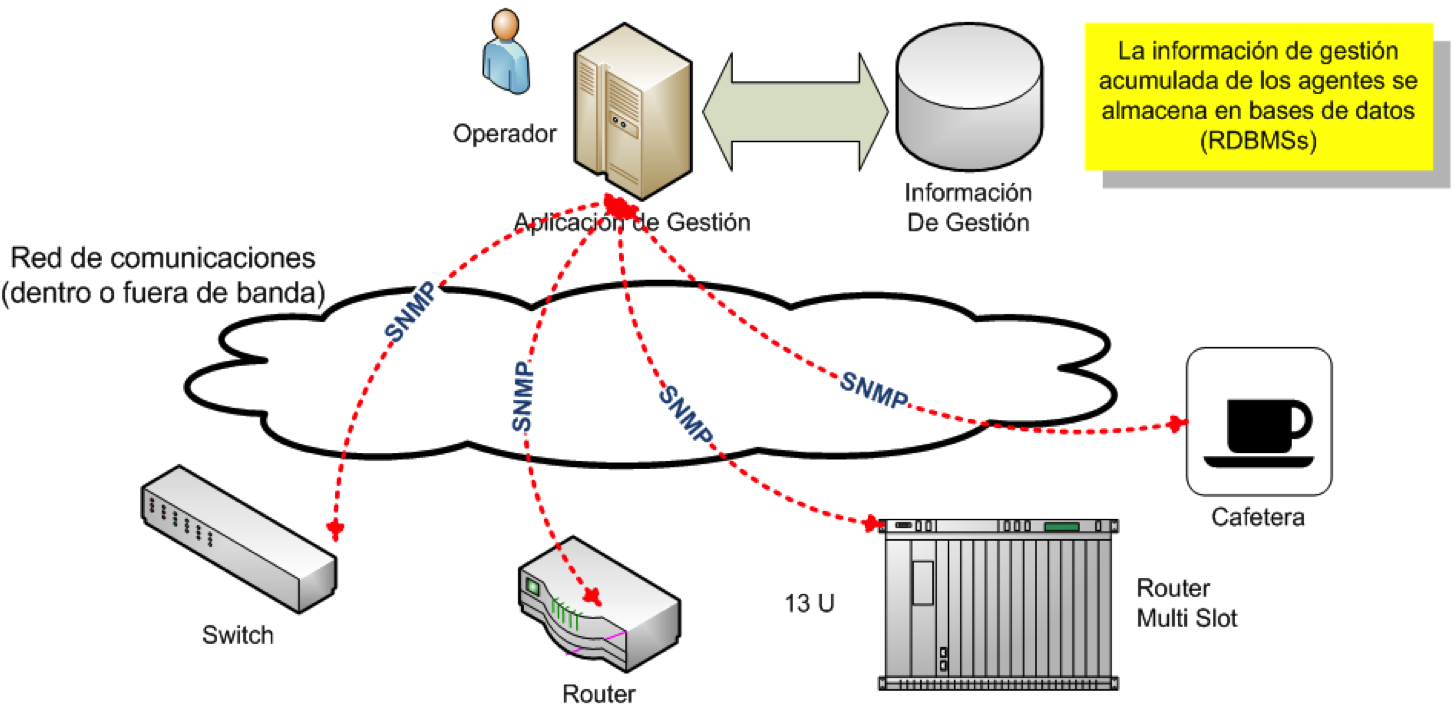 La información de gestión
acumulada de los agentes se
almacena en bases de datos
(RDBMSs)
Operador
Información
De Gestión
Aplicación de Gestión
Red de comunicaciones
(dentro o fuera de banda)
SNMP
SNMP
SNMP
SNMP
Cafetera
Switch
Router
13 U
Router
Multi Slot